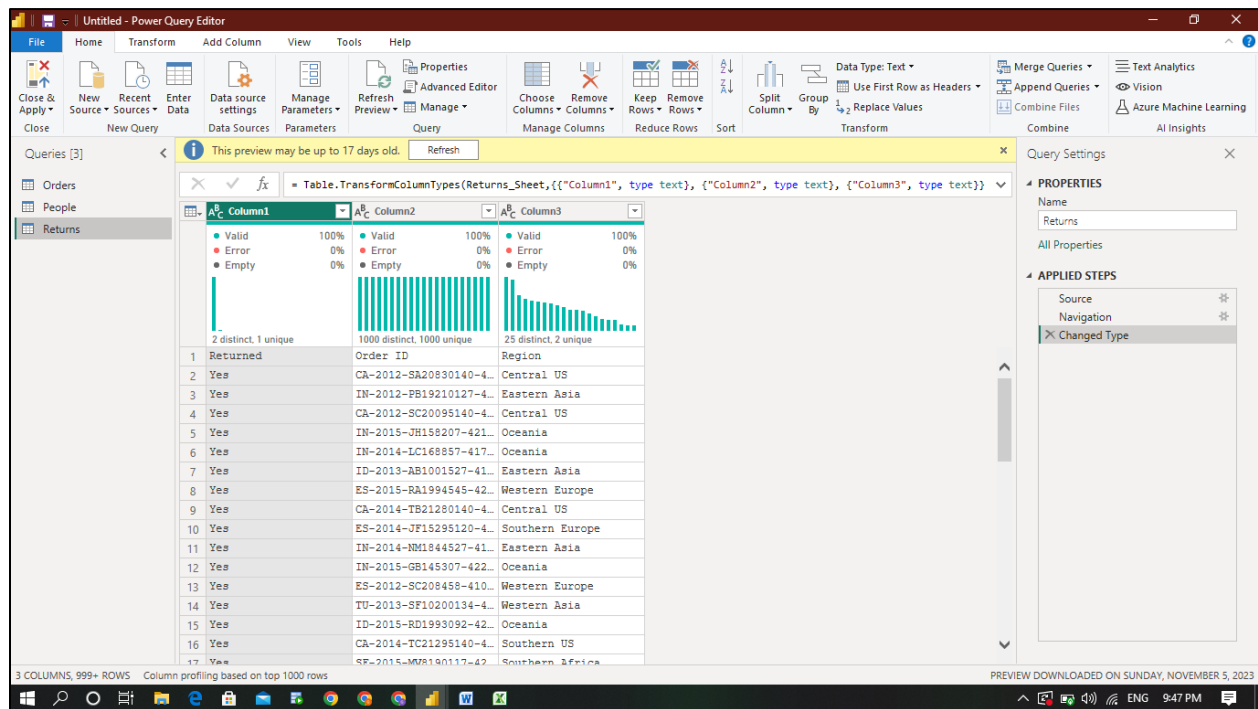 Untitled - Power Query Editor
File Home Transform Add Column View Tools Help
Close & Apply
New Source
Recent Sources
Enter Data
Data source settings
Manage Parameters
Refresh Preview
Properties
Advanced Editor
Manage
Choose Columns
Remove Columns
Keep Rows
Remove Rows
Split Column
Group By
Data Type: Text
Use First Row as Headers
Replace Values
Merge Queries
Append Queries
Combine Files
Text Analytics
Vision
Azure Machine Learning
Close New Query Data Sources Parameters Query Manage Columns Reduce Rows Sort Transform Combine AI Insights
Queries [3]
Orders
People
Returns
This preview may be up to 17 days old. Refresh
fx = Table.TransformColumnTypes(Returns_Sheet,{{"Column1", type text}, {"Column2", type text}, {"Column3", type text}}
ABC Column1 ABC Column2 ABC Column3
Valid 100% Valid 100% Valid 100%
Error 0% Error 0% Error 0%
Empty 0% Empty 0% Empty 0%
2 distinct, 1 unique 1000 distinct, 1000 unique 25 distinct, 2 unique
1 Returned Order ID Region
2 Yes CA-2012-SA20830140-4... Central US
3 Yes IN-2012-PB19210127-4... Eastern Asia
4 Yes CA-2012-SC20095140-4... Central US
5 Yes IN-2015-JH158207-421... Oceania
6 Yes IN-2014-LC168857-417... Oceania
7 Yes ID-2013-AB1001527-41... Eastern Asia
8 Yes ES-2015-RA1994545-42... Western Europe
9 Yes CA-2014-TB21280140-4... Central US
10 Yes ES-2014-JF15295120-4... Southern Europe
11 Yes IN-2014-NM1844527-41... Eastern Asia
12 Yes IN-2015-GB145307-422... Oceania
13 Yes ES-2012-SC208458-410... Western Europe
14 Yes TU-2013-SF10200134-4... Western Asia
15 Yes ID-2015-RD1993092-42... Oceania
16 Yes CA-2014-TC21295140-4... Southern US
17 Yes SF-2015-MV8190117-42... Southern Africa
Query Settings
PROPERTIES
Name
Returns
All Properties
APPLIED STEPS
Source
Navigation
Changed Type
3 COLUMNS, 999+ ROWS Column profiling based on top 1000 rows
PREVIEW DOWNLOADED ON SUNDAY, NOVEMBER 5, 2023
ENG 9:47 PM